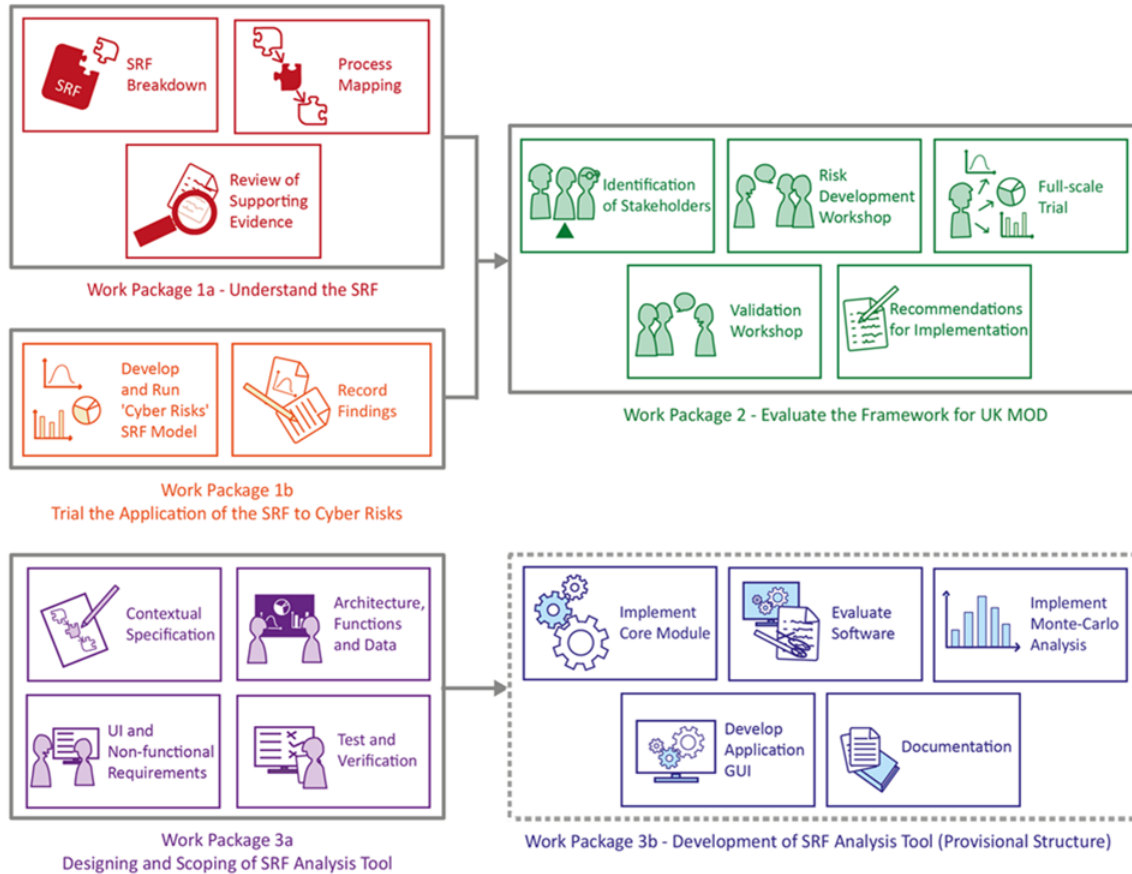 SRF
SRF
Breakdown
Process
Mapping
Review of
Supporting
Evidence
Work Package 1a - Understand the SRF
Develop
and Run
'Cyber Risks'
SRF Model
Record
Findings
Work Package 1b
Trial the Application of the SRF to Cyber Risks
Identification
of Stakeholders
Risk
Development
Workshop
Full-scale
Trial
Validation
Workshop
Recommendations
for Implementation
Work Package 2 - Evaluate the Framework for UK MOD
Contextual
Specification
Architecture,
Functions
and Data
UI and
Non-functional
Requirements
Test and
Verification
Work Package 3a
Designing and Scoping of SRF Analysis Tool
Implement
Core Module
Evaluate
Software
Implement
Monte-Carlo
Analysis
Develop
Application
GUI
Documentation
Work Package 3b - Development of SRF Analysis Tool (Provisional Structure)